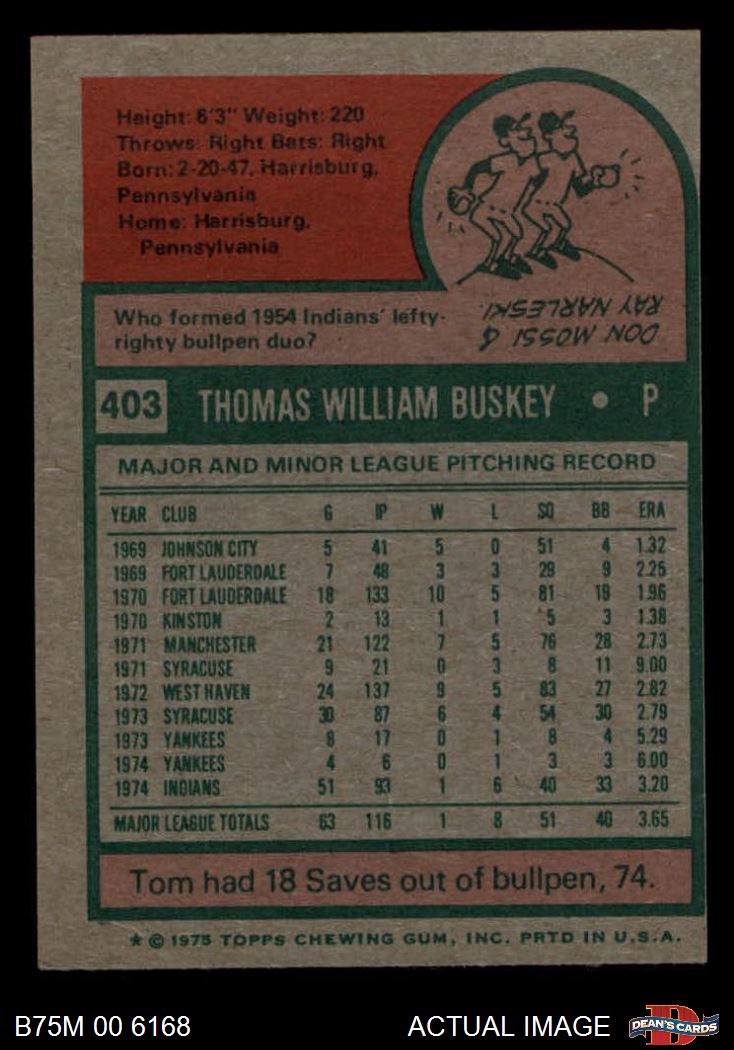 Height: 6'3" Weight: 220
Throws: Right Bats: Right
Born: 2-20-47, Harrisburg,
Pennsylvania
Home: Harrisburg,
Pennsylvania
Who formed 1954 Indians' lefty-
righty bullpen duo?
DON MOSSI &
RAY NARLESKI.
403 THOMAS WILLIAM BUSKEY • P
MAJOR AND MINOR LEAGUE PITCHING RECORD
YEAR CLUB G IP W L SO BB ERA
1969 JOHNSON CITY 5 41 5 0 51 4 1.32
1969 FORT LAUDERDALE 7 48 3 3 29 9 2.25
1970 FORT LAUDERDALE 18 133 10 5 81 19 1.96
1970 KINSTON 2 13 1 1 5 3 1.38
1971 MANCHESTER 21 122 7 5 76 28 2.73
1971 SYRACUSE 9 21 0 3 8 11 9.00
1972 WEST HAVEN 24 137 9 5 83 27 2.82
1973 SYRACUSE 30 87 6 4 54 30 2.79
1973 YANKEES 8 17 0 1 8 4 5.29
1974 YANKEES 4 6 0 1 3 3 6.00
1974 INDIANS 51 93 1 6 40 33 3.20
MAJOR LEAGUE TOTALS 63 116 1 8 51 40 3.65
Tom had 18 Saves out of bullpen, 74.
* © 1975 TOPPS CHEWING GUM, INC. PRTD IN U.S.A.
B75M 00 6168 ACTUAL IMAGE D DEAN'S CARDS